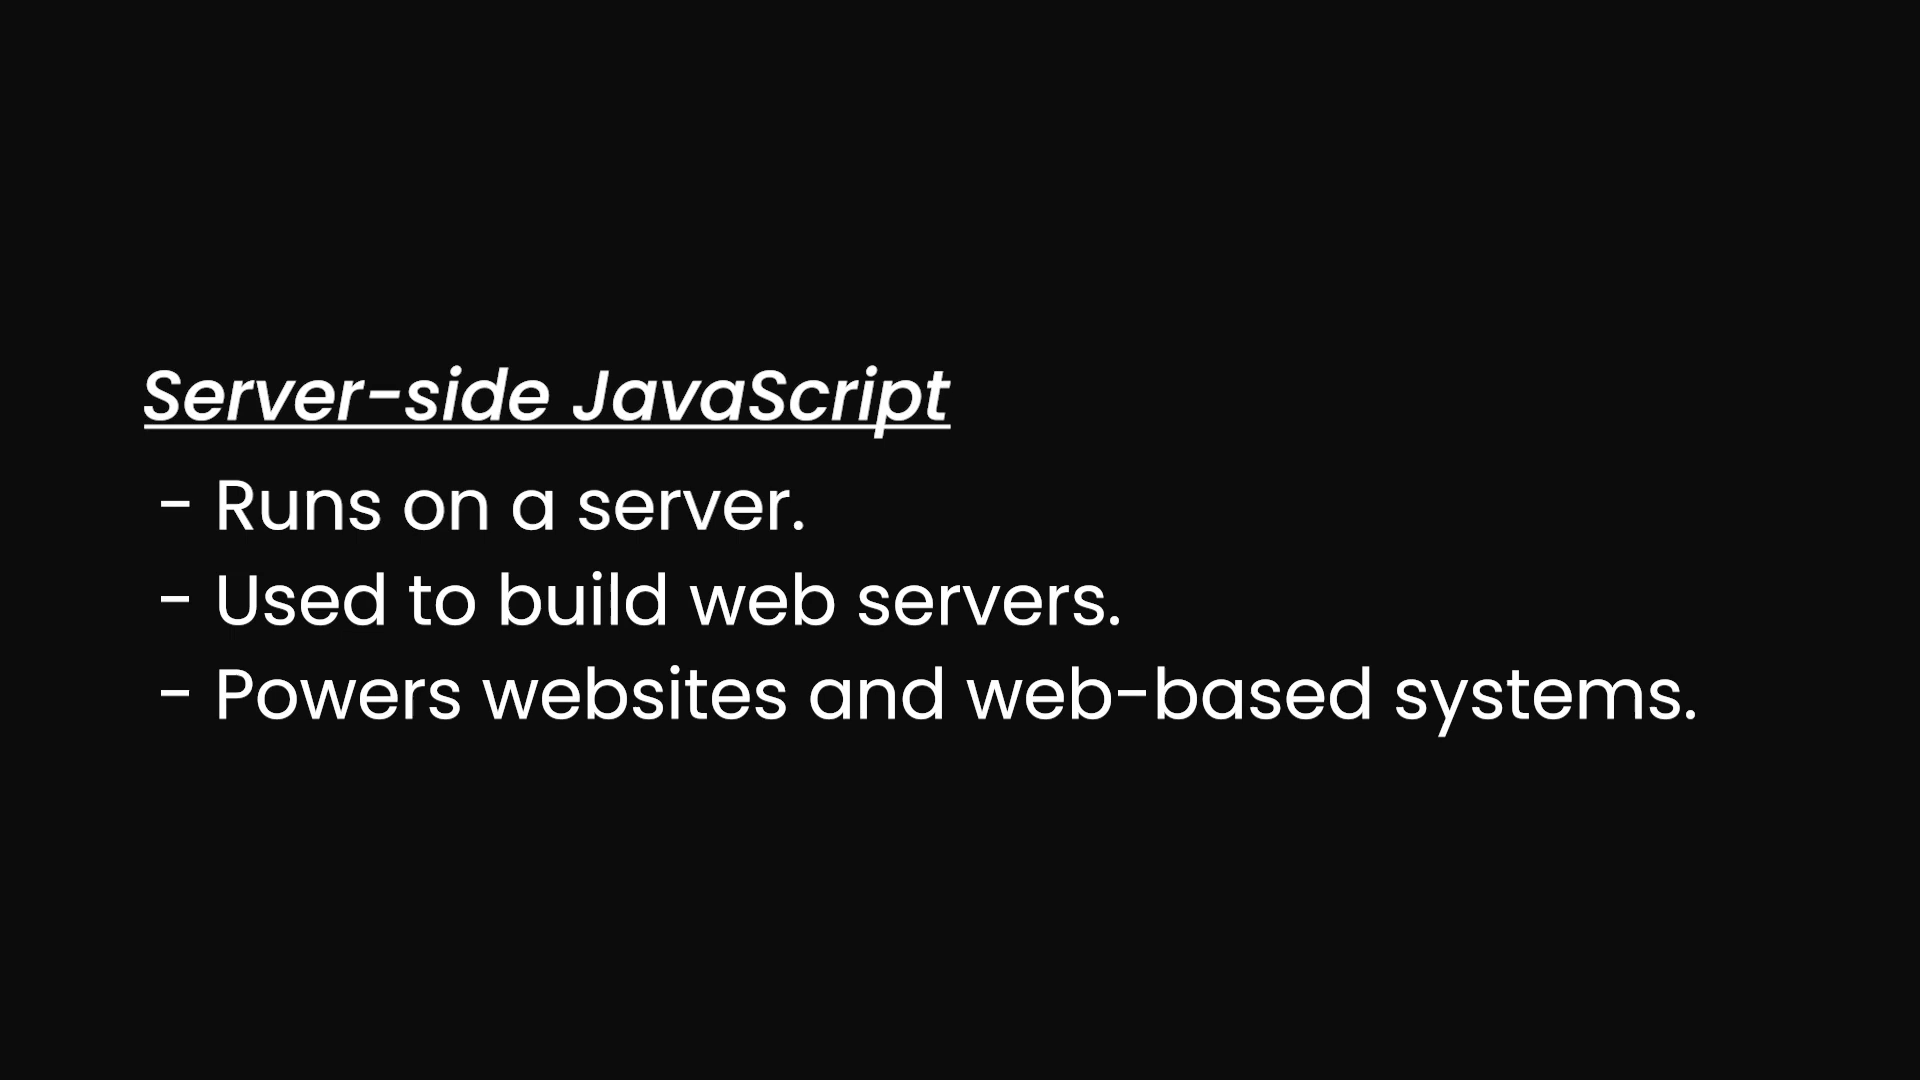 Server-side JavaScript
- Runs on a server.
- Used to build web servers.
- Powers websites and web-based systems.